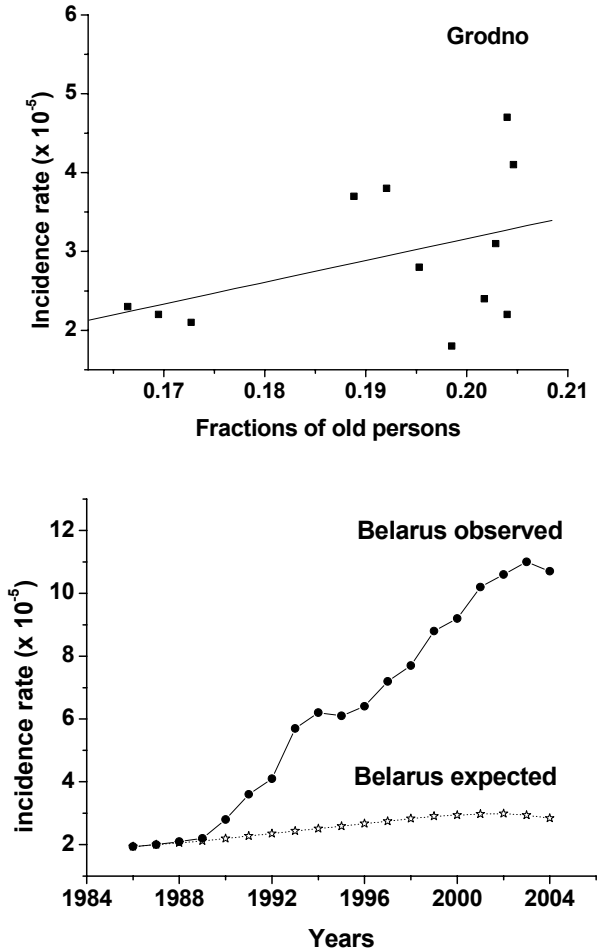 Grodno
6
5
4
3
2
Incidence rate (x 10⁻⁵)
0.17 0.18 0.19 0.20 0.21
Fractions of old persons
Belarus observed
12
10
8
6
4
2
incidence rate (x 10⁻⁵)
Belarus expected
1984 1988 1992 1996 2000 2004
Years